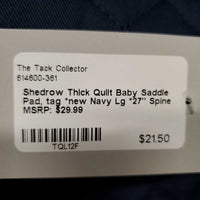 The Tack Collector
514600-361
Shedrow Thick Quilt Baby Saddle
Pad, tag *new Navy Lg *27" Spine
MSRP: $29.99
TQL12F
$21.50